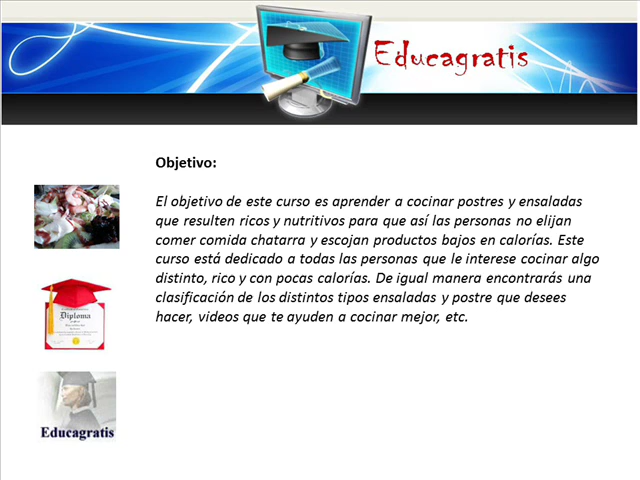 Educagratis
Objetivo:
El objetivo de este curso es aprender a cocinar postres y ensaladas
que resulten ricos y nutritivos para que así las personas no elijan
comer comida chatarra y escojan productos bajos en calorías. Este
curso está dedicado a todas las personas que le interese cocinar algo
distinto, rico y con pocas calorías. De igual manera encontrarás una
clasificación de los distintos tipos ensaladas y postre que desees
hacer, videos que te ayuden a cocinar mejor, etc.
Diploma
Educagratis